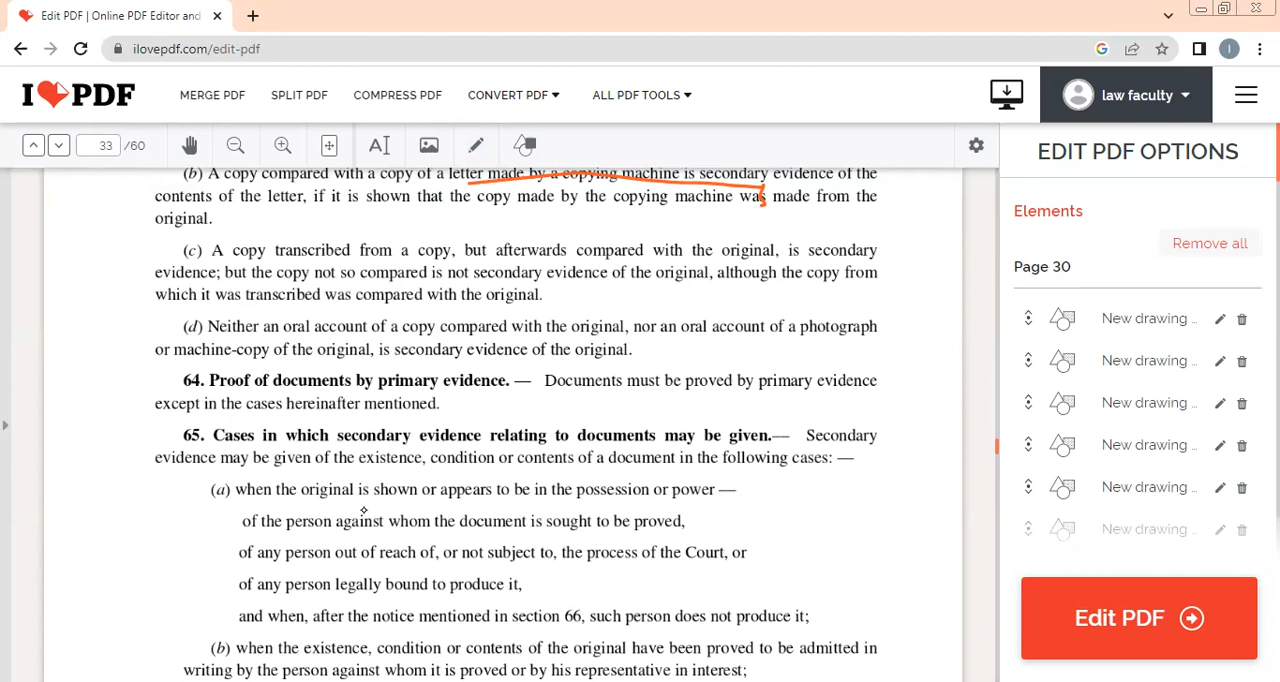 Edit PDF | Online PDF Editor and
ilovepdf.com/edit-pdf
I PDF
MERGE PDF SPLIT PDF COMPRESS PDF CONVERT PDF ALL PDF TOOLS
law faculty
33 /60
EDIT PDF OPTIONS
(b) A copy compared with a copy of a letter made by a copying machine is secondary evidence of the
contents of the letter, if it is shown that the copy made by the copying machine was made from the
original.
(c) A copy transcribed from a copy, but afterwards compared with the original, is secondary
evidence; but the copy not so compared is not secondary evidence of the original, although the copy from
which it was transcribed was compared with the original.
(d) Neither an oral account of a copy compared with the original, nor an oral account of a photograph
or machine-copy of the original, is secondary evidence of the original.
64. Proof of documents by primary evidence. — Documents must be proved by primary evidence
except in the cases hereinafter mentioned.
65. Cases in which secondary evidence relating to documents may be given.–– Secondary
evidence may be given of the existence, condition or contents of a document in the following cases: —
(a) when the original is shown or appears to be in the possession or power ––
of the person against whom the document is sought to be proved,
of any person out of reach of, or not subject to, the process of the Court, or
of any person legally bound to produce it,
and when, after the notice mentioned in section 66, such person does not produce it;
(b) when the existence, condition or contents of the original have been proved to be admitted in
writing by the person against whom it is proved or by his representative in interest;
Elements
Remove all
Page 30
New drawing ...
New drawing ...
New drawing ...
New drawing ...
New drawing ...
New drawing ...
Edit PDF